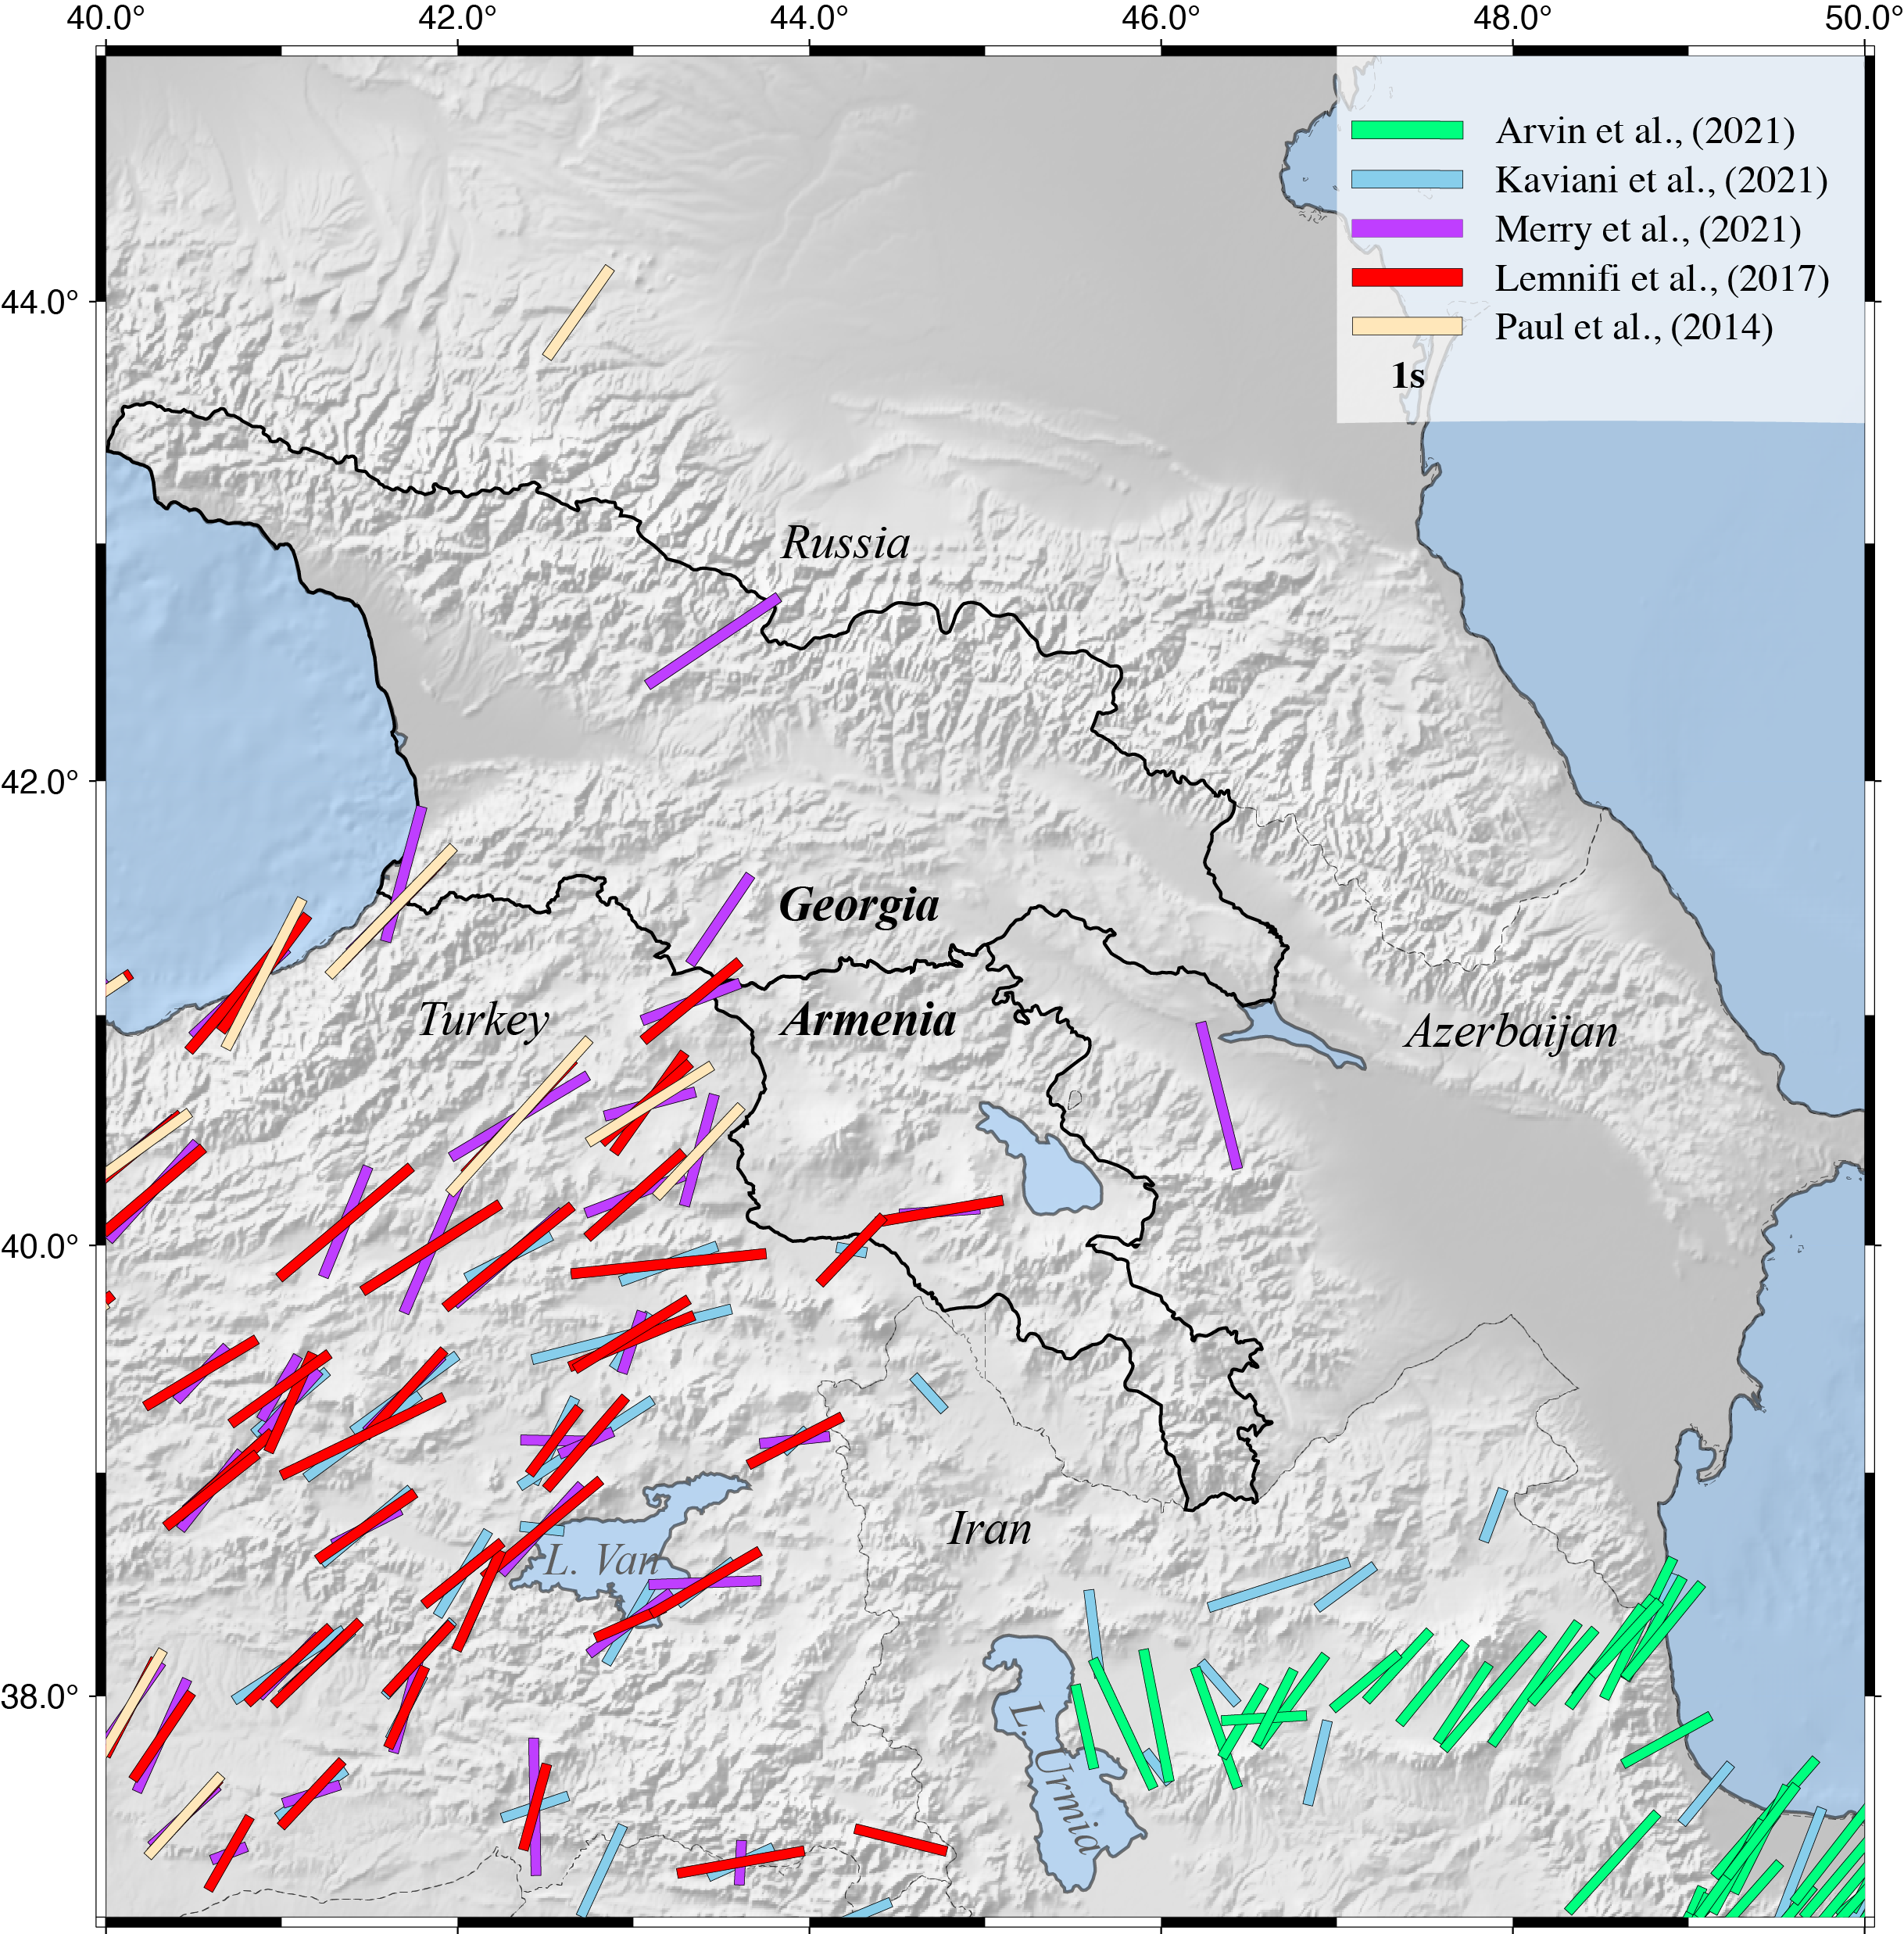 40.0° 42.0° 44.0° 46.0° 48.0° 50.0°
Arvin et al., (2021)
Kaviani et al., (2021)
Merry et al., (2021)
44.0°
Lemnifi et al., (2017)
Paul et al., (2014)
1s
Russia
42.0°
Georgia
Turkey
Armenia
Azerbaijan
40.0°
Iran
L. Van
38.0°
L. Urmia